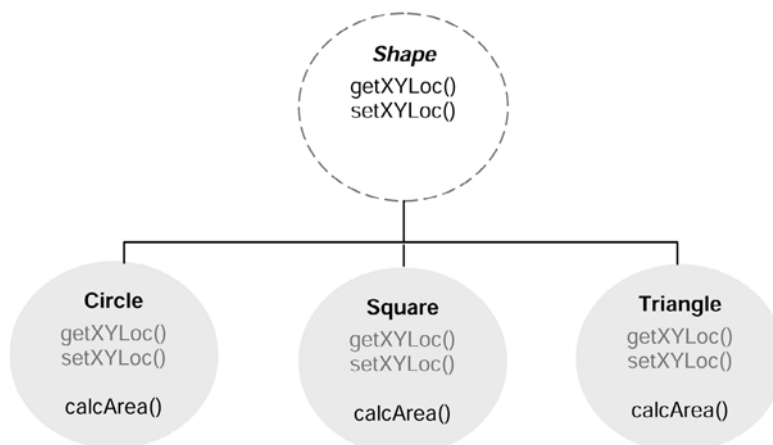 Shape
getXYLoc()
setXYLoc()
Circle
getXYLoc()
setXYLoc()
calcArea()
Square
getXYLoc()
setXYLoc()
calcArea()
Triangle
getXYLoc()
setXYLoc()
calcArea()